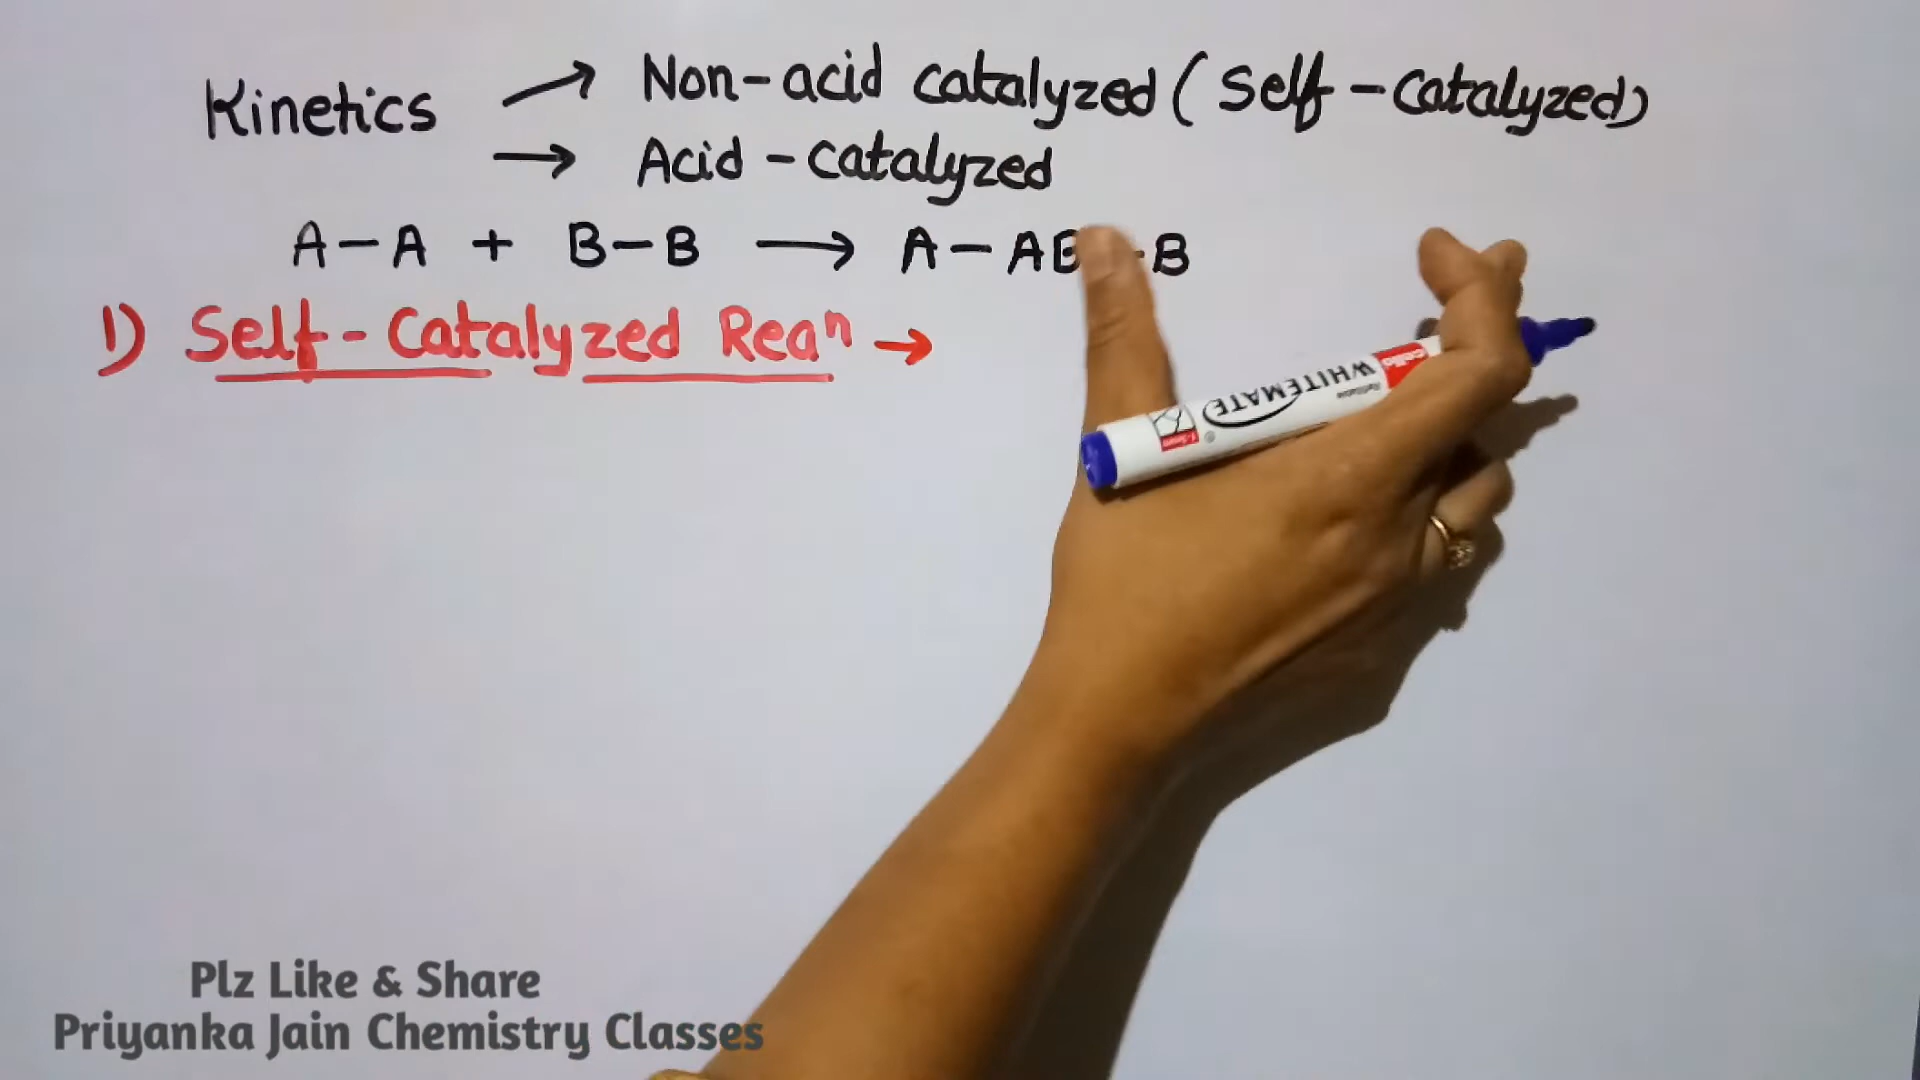 Kinetics → Non-acid catalyzed (Self-Catalyzed)
→ Acid-catalyzed
A-A + B-B → A-AB-B
1) Self-Catalyzed Reaⁿ →
WHITEMATE
cello
Plz Like & Share
Priyanka Jain Chemistry Classes